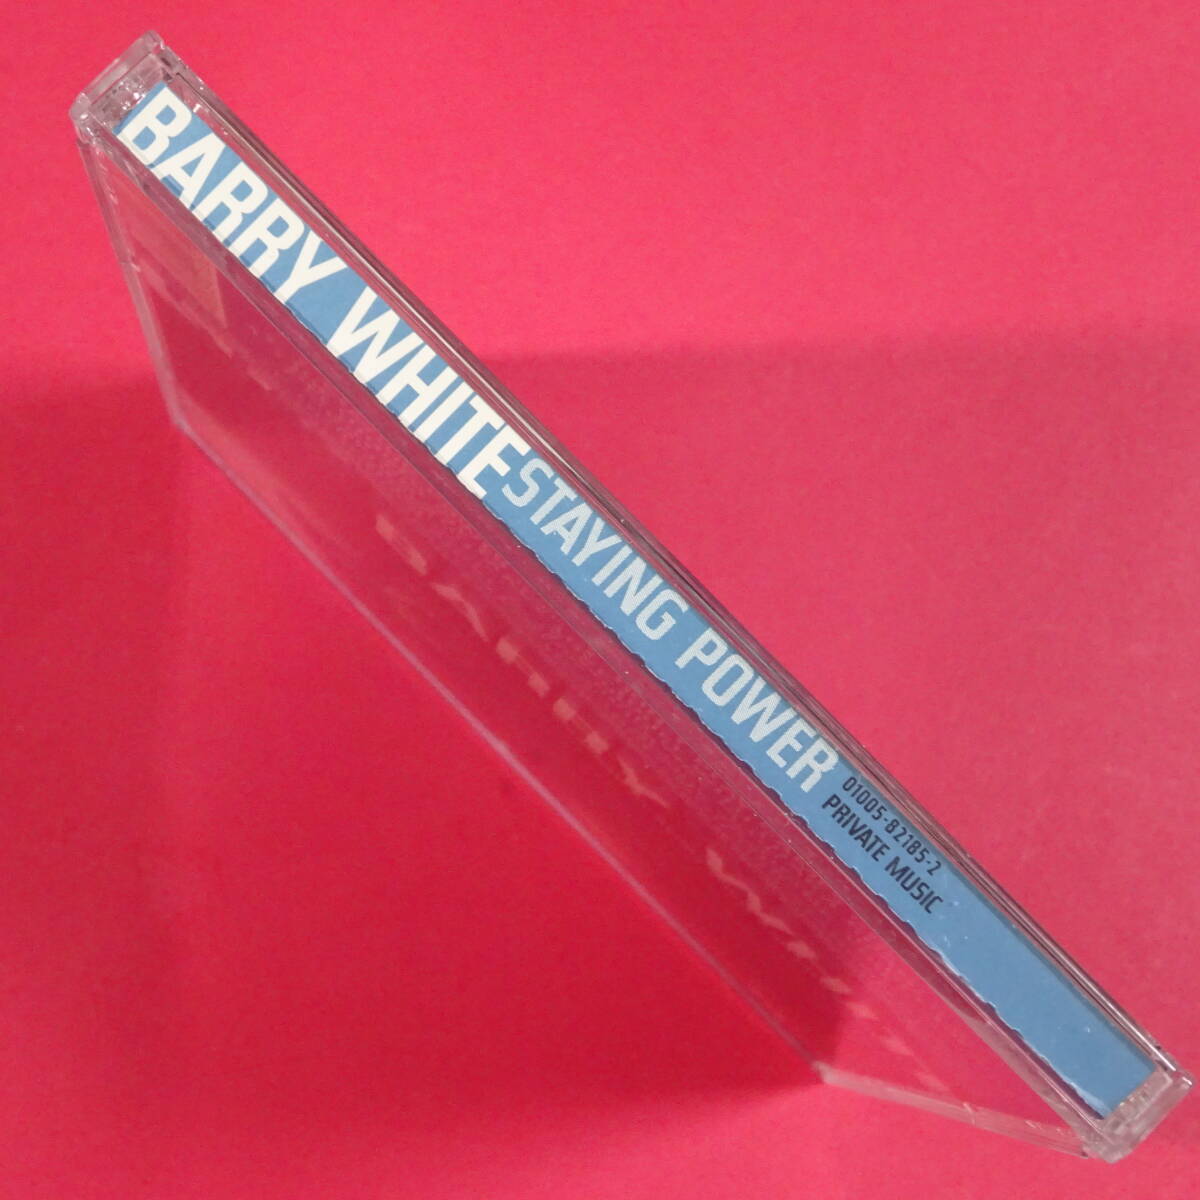 BARRY WHITE STAYING POWER
01005-82185-2
PRIVATE MUSIC